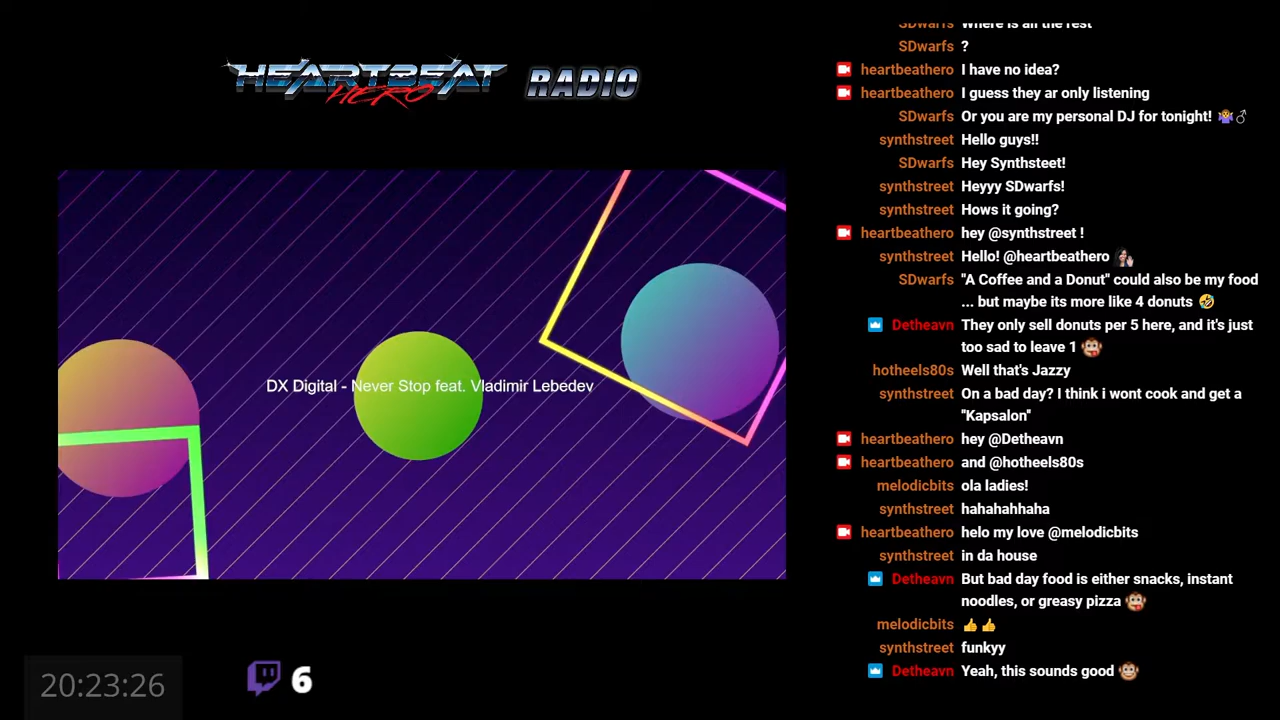 HEARTBEAT
HERO
RADIO
DX Digital - Never Stop feat. Vladimir Lebedev
20:23:26
6
SDwarfs Where is all the rest
SDwarfs ?
heartbeathero I have no idea?
heartbeathero I guess they ar only listening
SDwarfs Or you are my personal DJ for tonight! 🤷🏾‍♂
synthstreet Hello guys!!
SDwarfs Hey Synthsteet!
synthstreet Heyyy SDwarfs!
synthstreet Hows it going?
heartbeathero hey @synthstreet !
synthstreet Hello! @heartbeathero
SDwarfs "A Coffee and a Donut" could also be my food
... but maybe its more like 4 donuts 🤣
Detheavn They only sell donuts per 5 here, and it's just
too sad to leave 1
hotheels80s Well that's Jazzy
synthstreet On a bad day? I think i wont cook and get a
"Kapsalon"
heartbeathero hey @Detheavn
heartbeathero and @hotheels80s
melodicbits ola ladies!
synthstreet hahahahhaha
heartbeathero helo my love @melodicbits
synthstreet in da house
Detheavn But bad day food is either snacks, instant
noodles, or greasy pizza
melodicbits 👍👍
synthstreet funkyy
Detheavn Yeah, this sounds good